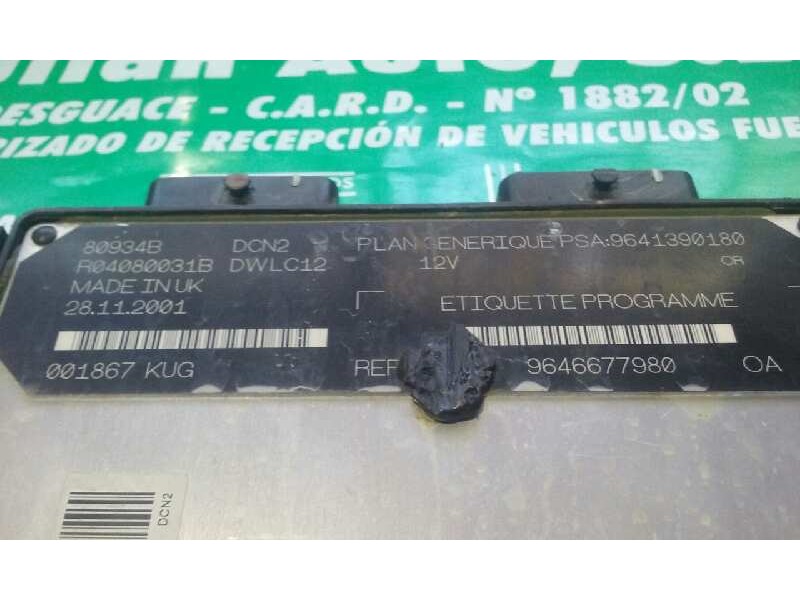 DESGUACE - C.A.R.D. - Nº 1882/02
RIZADO DE RECEPCIÓN DE VEHICULOS FUE
80934B DCN2 PLAN GENERIQUE PSA:9641390180
R04080031B DWLC12 12V OR
MADE IN UK
28.11.2001 ETIQUETTE PROGRAMME
001867 KUG REF 9646677980 OA
DCN2